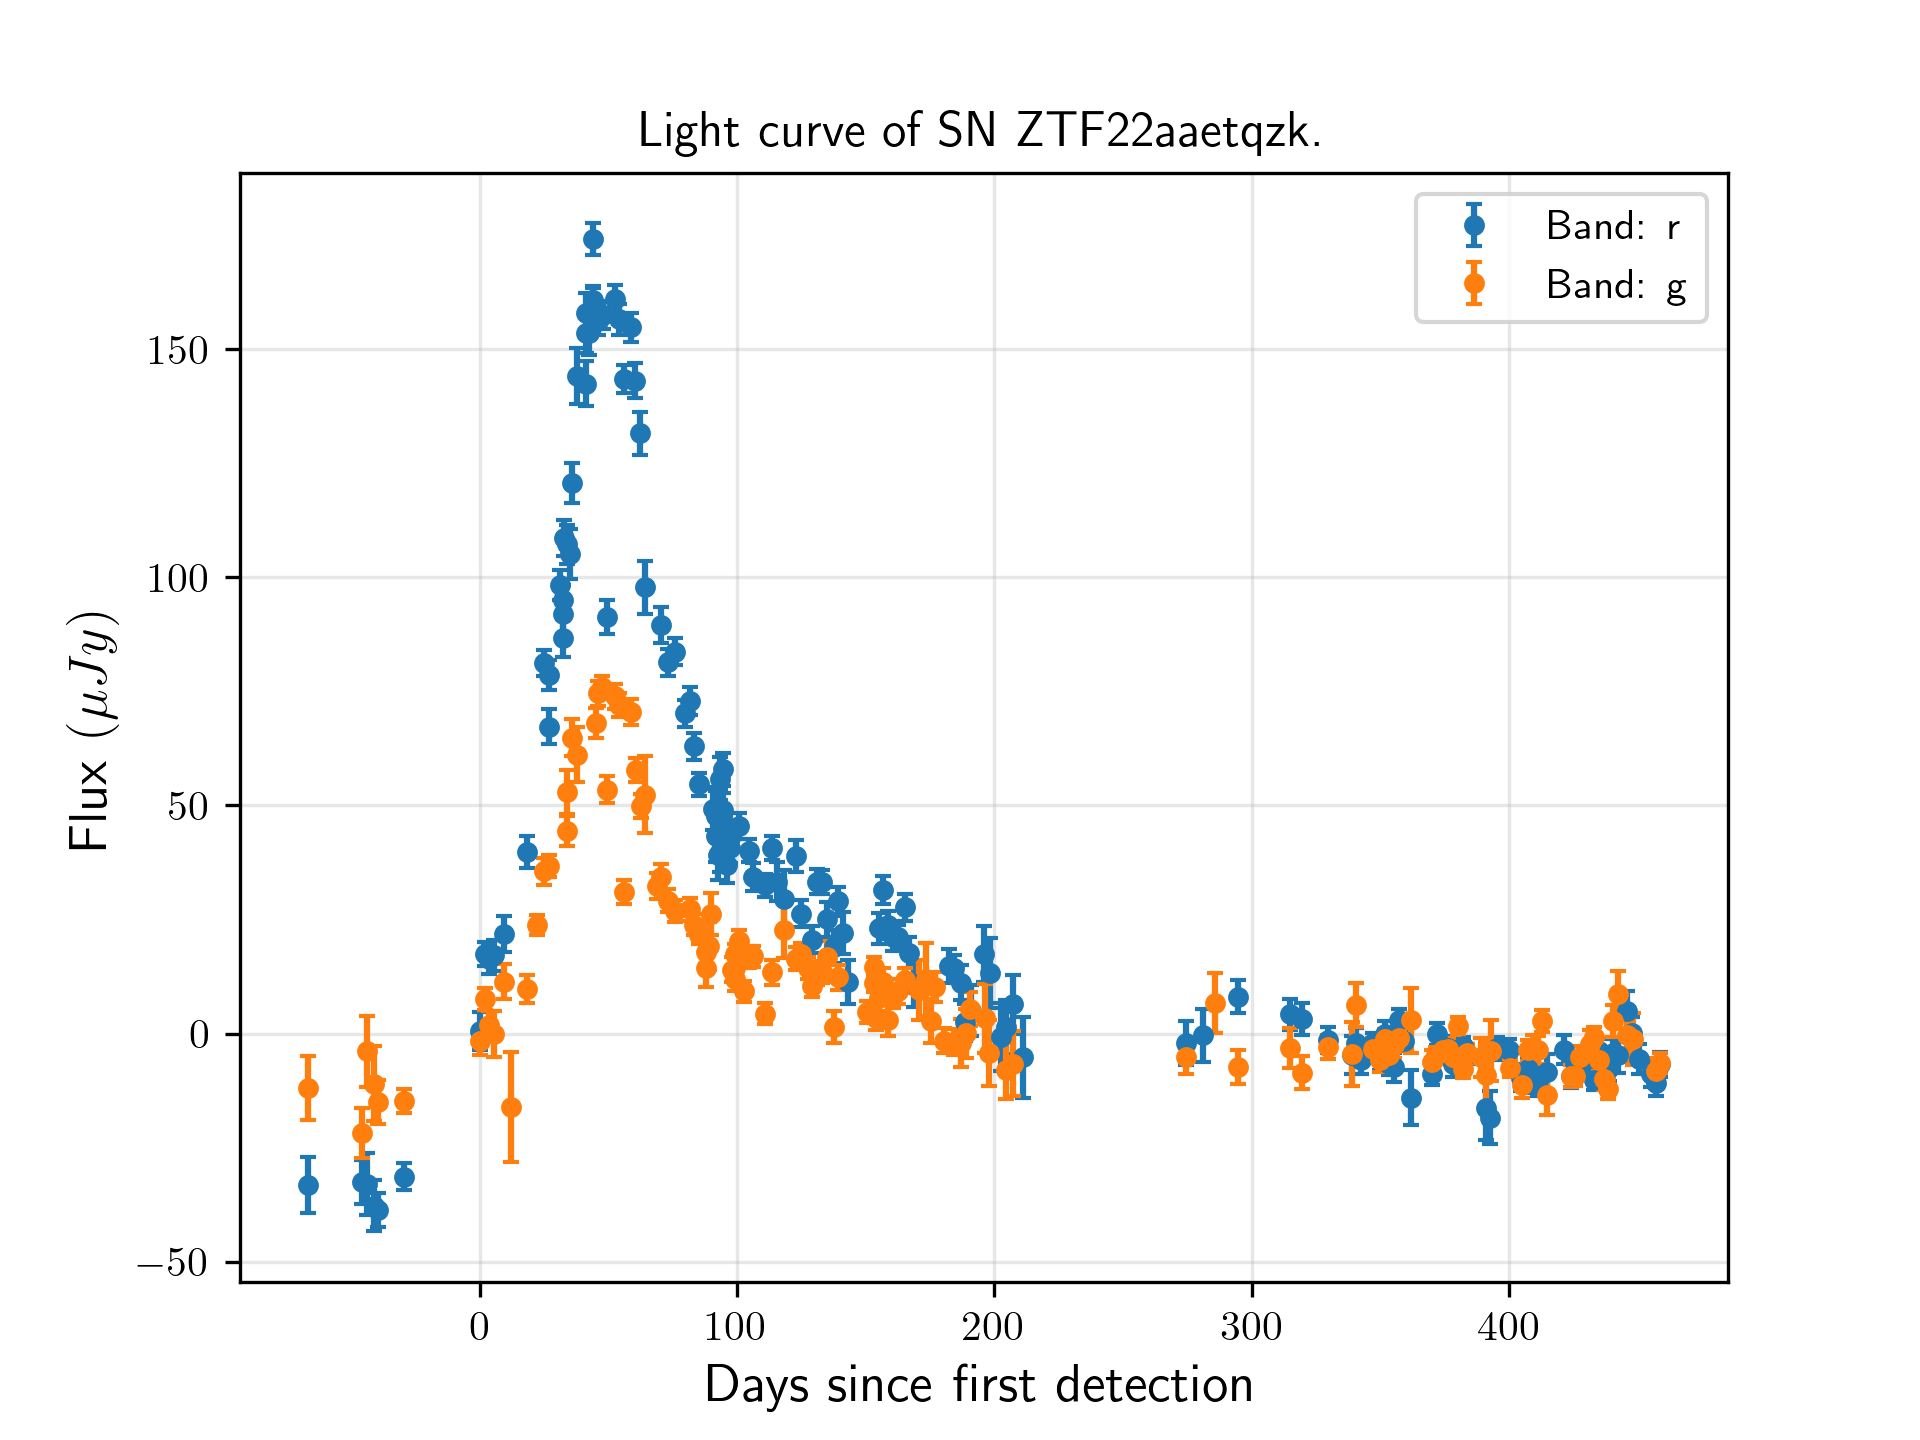 Light curve of SN ZTF22aaetqzk.
Band: r
Band: g
Flux (μJy)
150
100
50
0
−50
0 100 200 300 400
Days since first detection